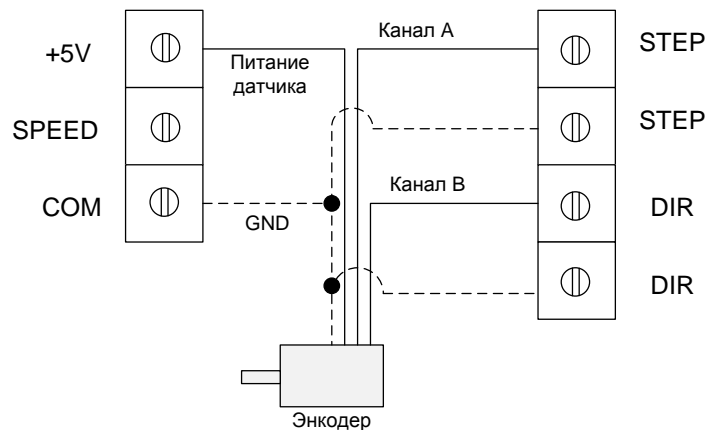 +5V
SPEED
COM
Питание
датчика
GND
Канал A
Канал B
STEP
STEP
DIR
DIR
Энкодер